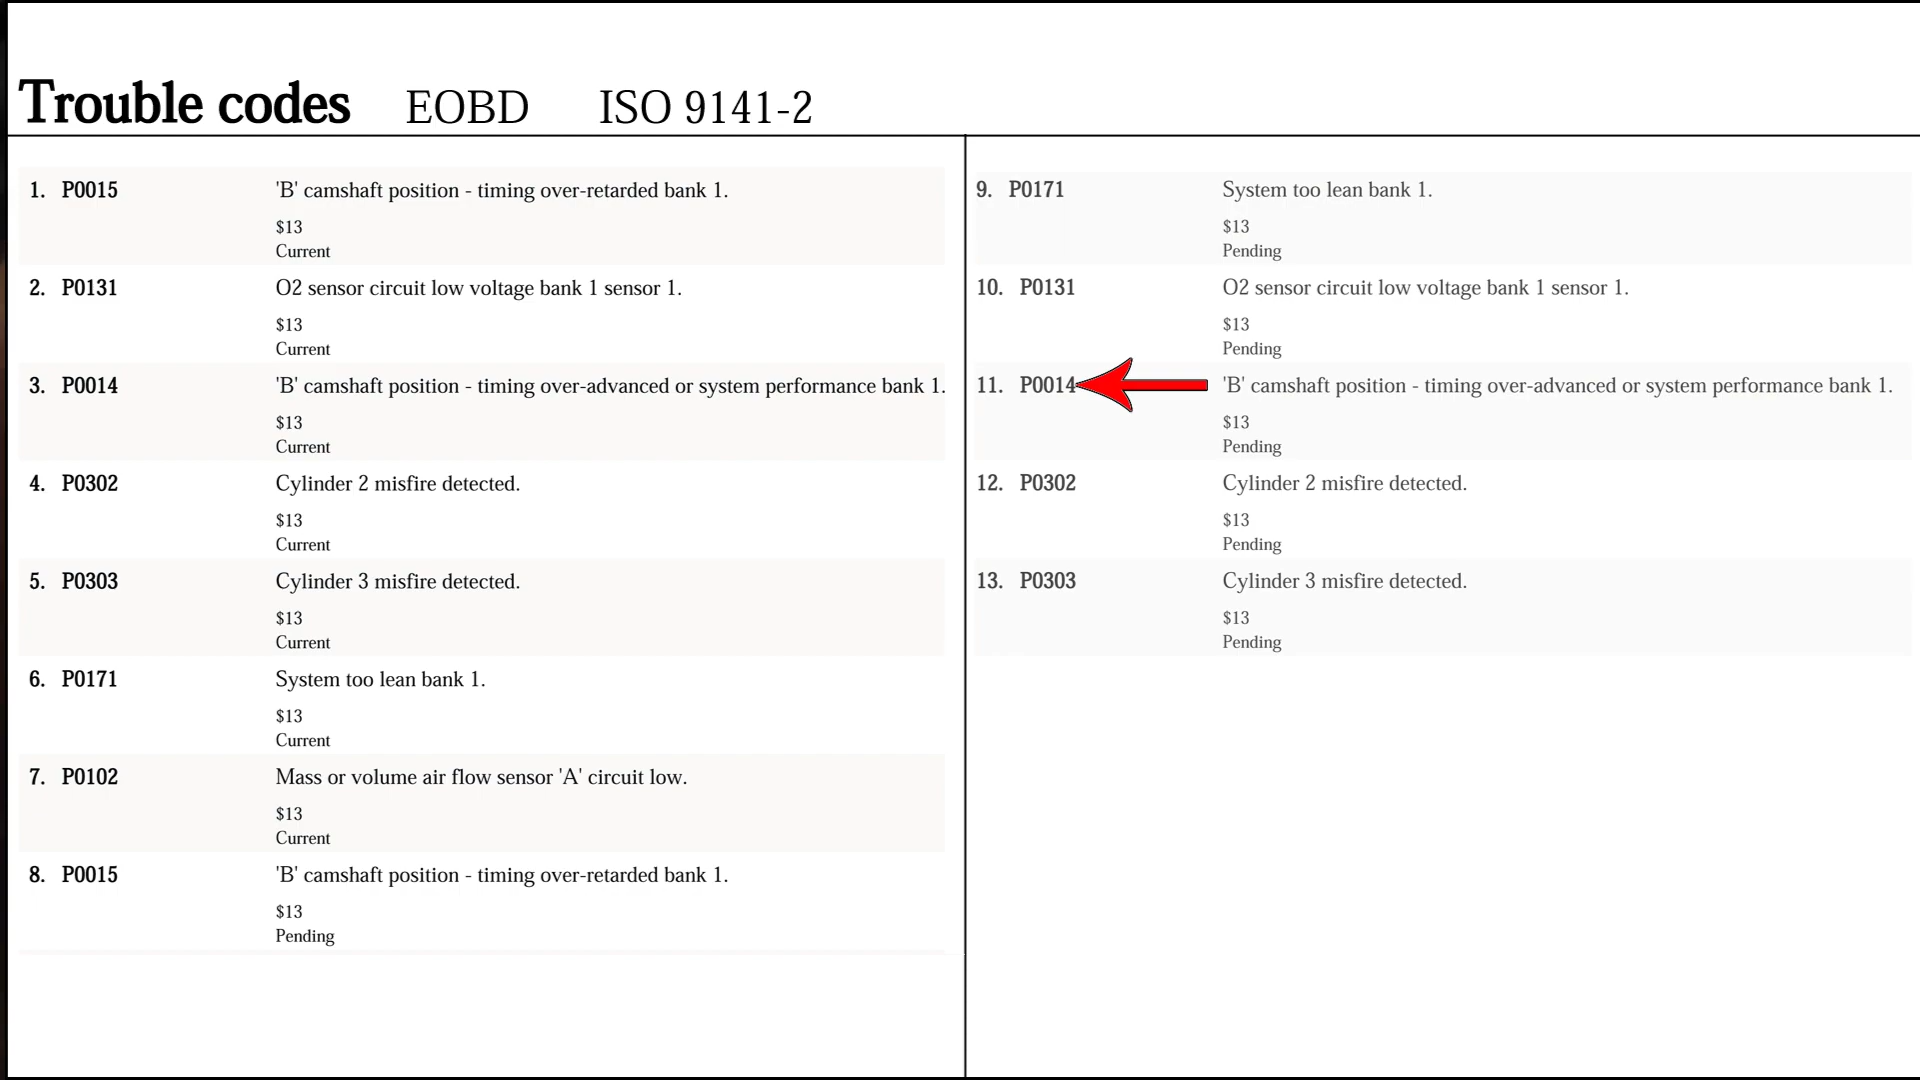 Trouble codes EOBD ISO 9141-2
1. P0015 'B' camshaft position - timing over-retarded bank 1.
$13
Current
2. P0131 O2 sensor circuit low voltage bank 1 sensor 1.
$13
Current
3. P0014 'B' camshaft position - timing over-advanced or system performance bank 1.
$13
Current
4. P0302 Cylinder 2 misfire detected.
$13
Current
5. P0303 Cylinder 3 misfire detected.
$13
Current
6. P0171 System too lean bank 1.
$13
Current
7. P0102 Mass or volume air flow sensor 'A' circuit low.
$13
Current
8. P0015 'B' camshaft position - timing over-retarded bank 1.
$13
Pending
9. P0171 System too lean bank 1.
$13
Pending
10. P0131 O2 sensor circuit low voltage bank 1 sensor 1.
$13
Pending
11. P0014 'B' camshaft position - timing over-advanced or system performance bank 1.
$13
Pending
12. P0302 Cylinder 2 misfire detected.
$13
Pending
13. P0303 Cylinder 3 misfire detected.
$13
Pending